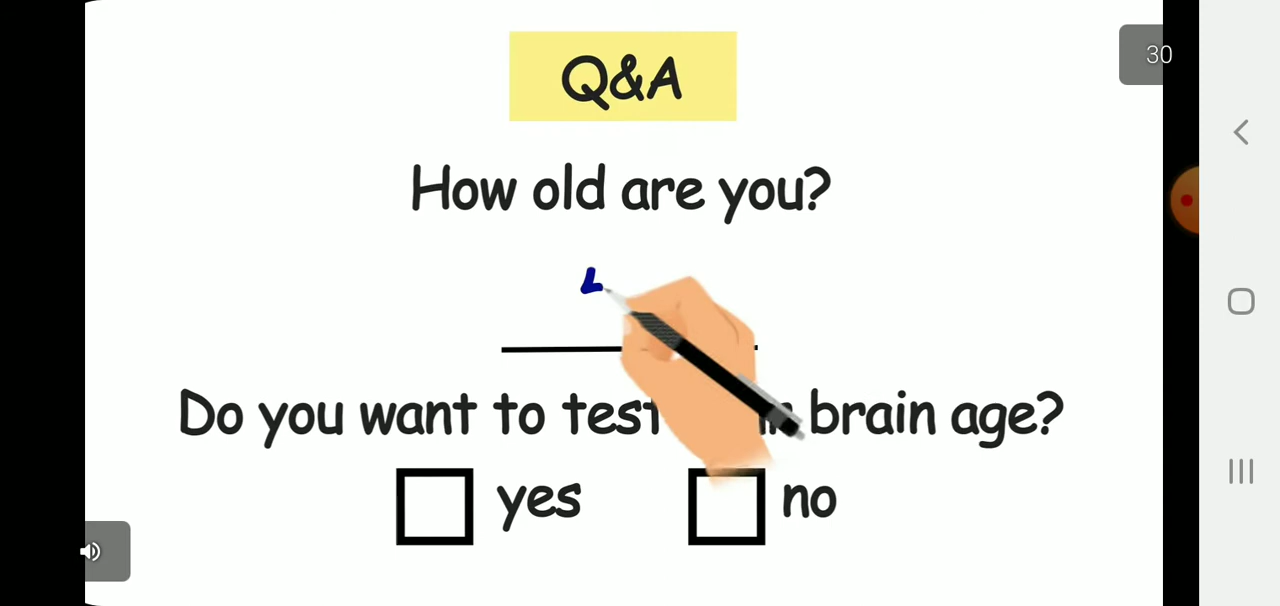 Q&A
30
How old are you?
Do you want to test brain age?
yes no